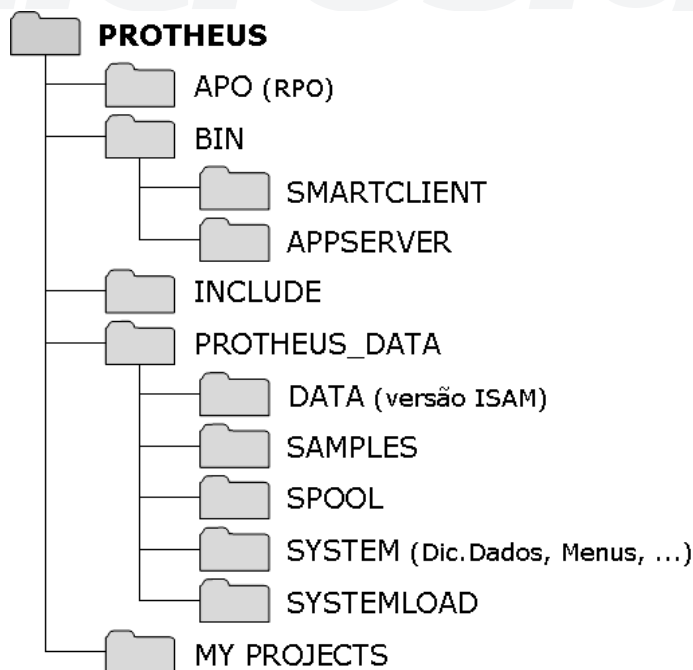 PROTHEUS
APO (RPO)
BIN
SMARTCLIENT
APPSERVER
INCLUDE
PROTHEUS_DATA
DATA (versão ISAM)
SAMPLES
SPOOL
SYSTEM (Dic.Dados, Menus, ...)
SYSTEMLOAD
MY PROJECTS